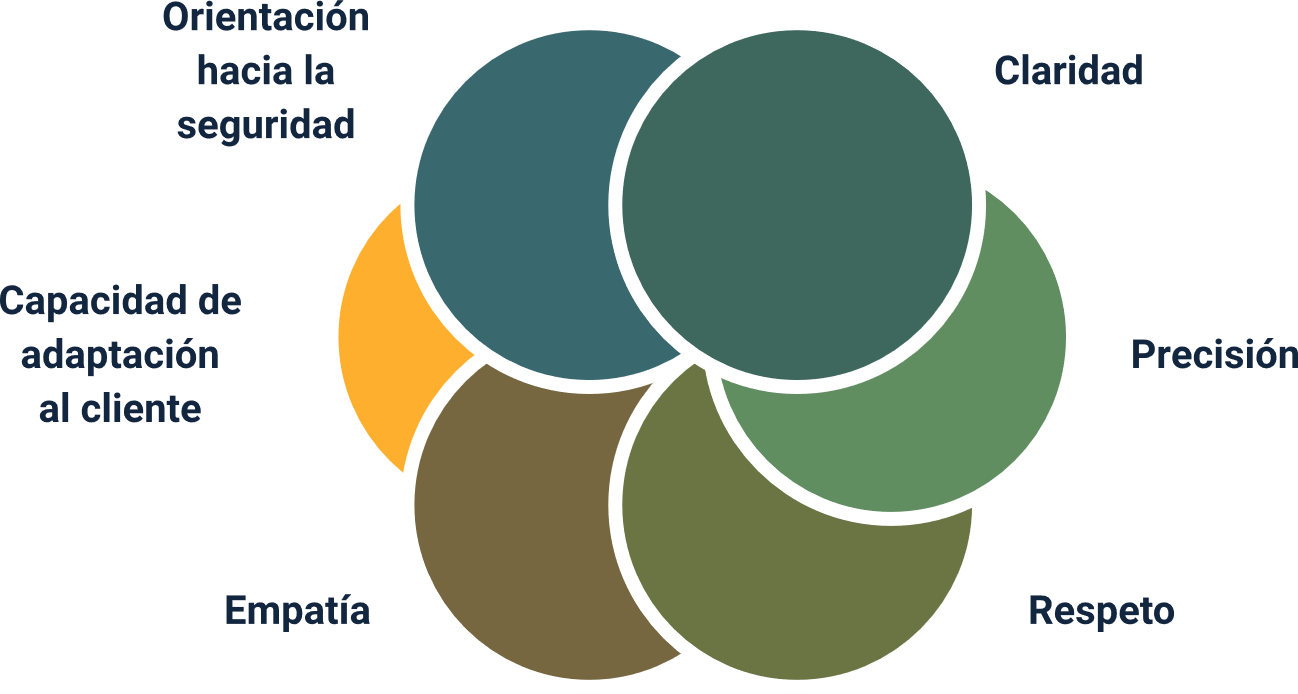 Orientación
hacia la
seguridad
Claridad
Capacidad de
adaptación
al cliente
Precisión
Empatía
Respeto